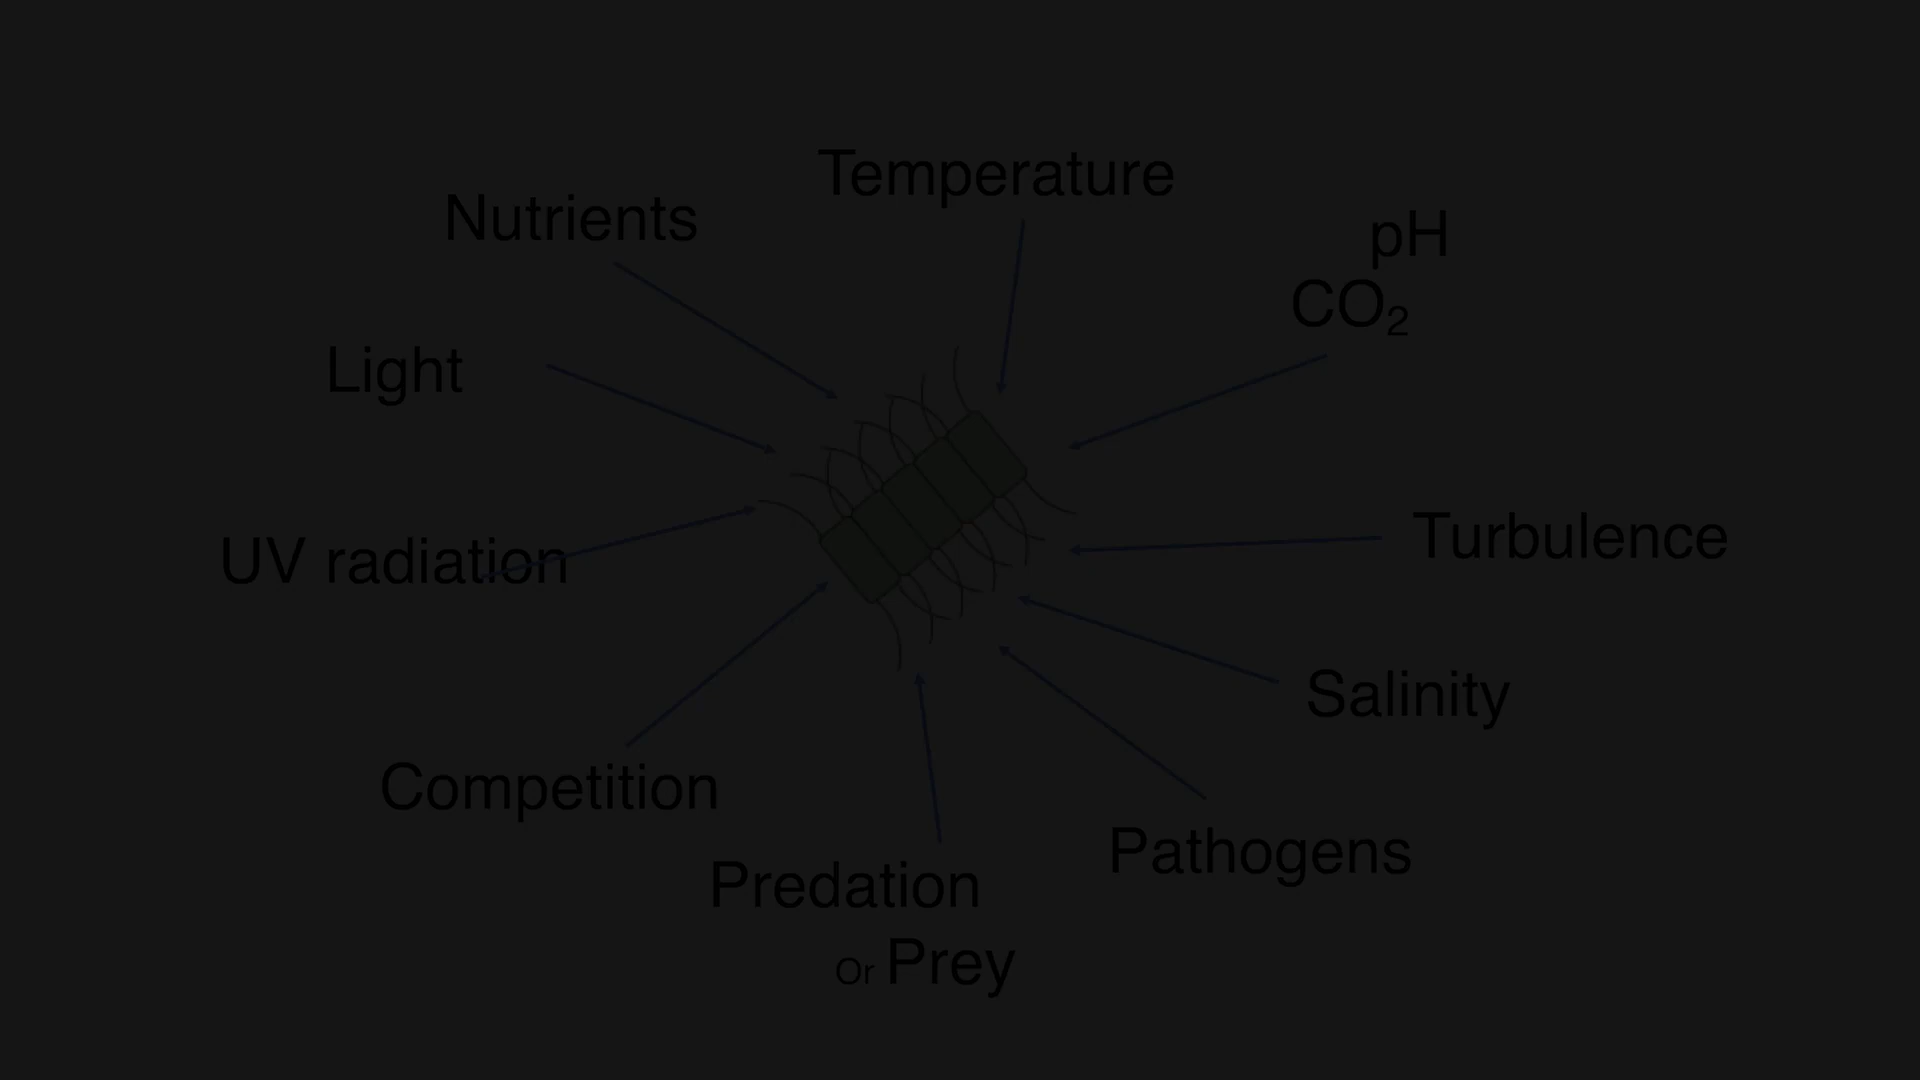 Temperature
Nutrients
pH
CO₂
Light
Turbulence
UV radiation
Salinity
Competition
Pathogens
Predation
Or Prey